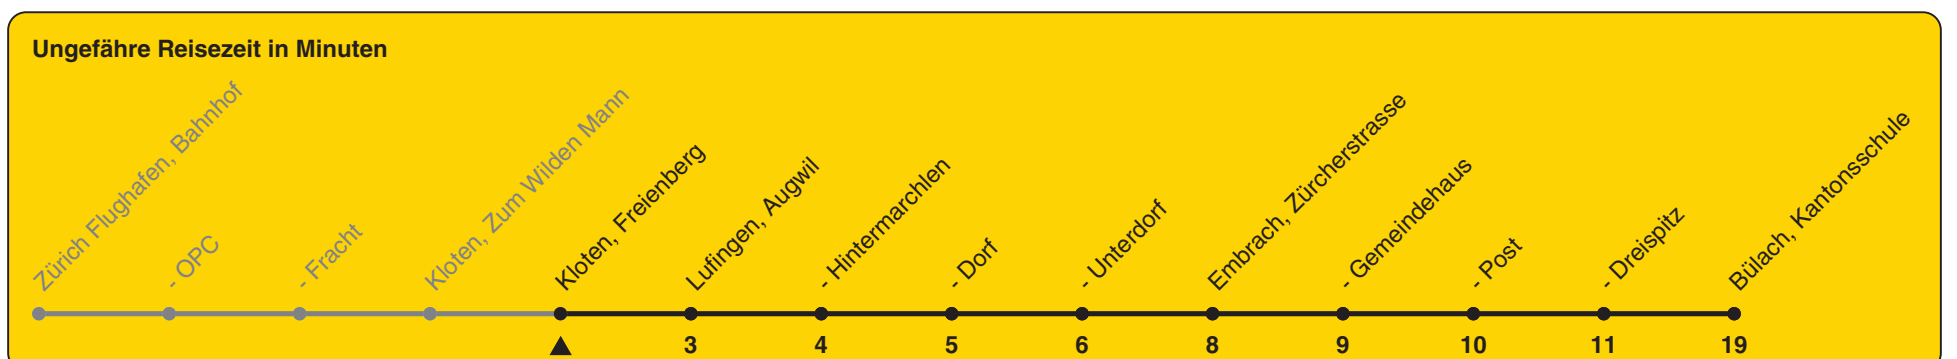 Ungefähre Reisezeit in Minuten
Zürich Flughafen, Bahnhof
- OPC
- Fracht
Kloten, Zum Wilden Mann
Kloten, Freienberg
Lufingen, Augwil
- Hintermarchlen
- Dorf
- Unterdorf
Embrach, Zürcherstrasse
- Gemeindehaus
- Post
- Dreispitz
Bülach, Kantonsschule
3 4 5 6 8 9 10 11 19